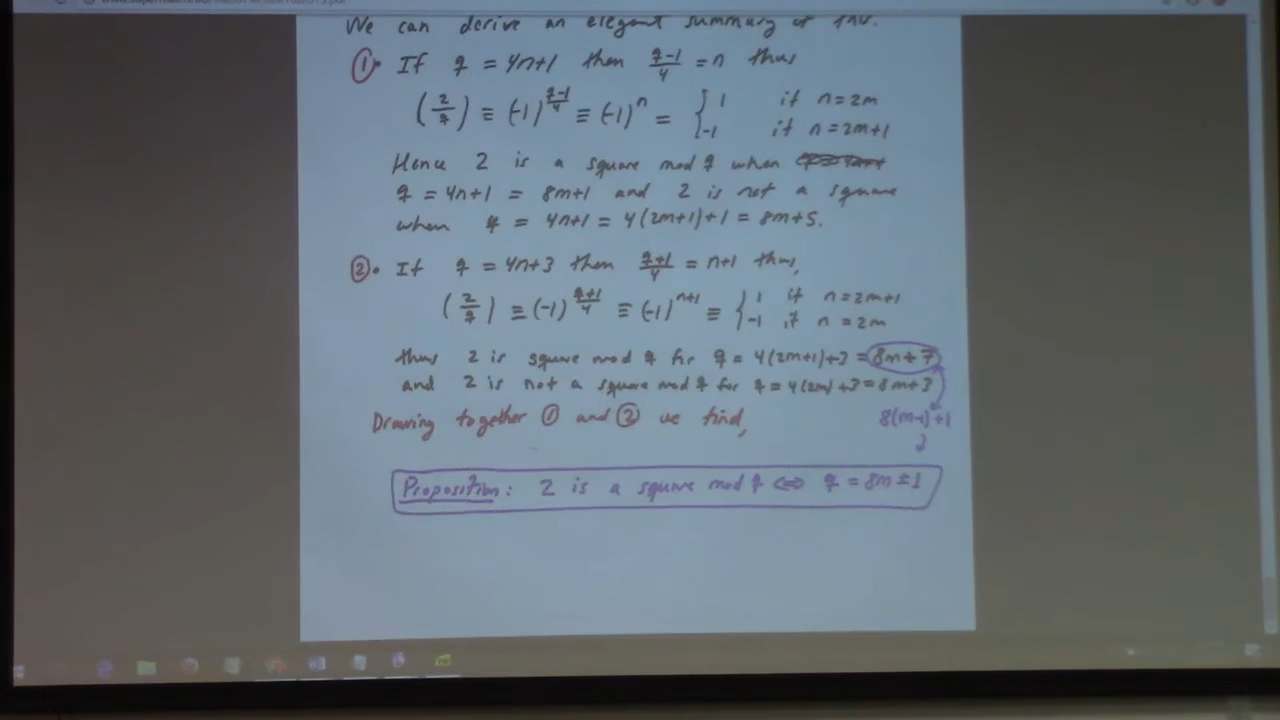 We can derive an elegant summary of this.
① If q = 4n+1 then (q-1)/4 = n thus
(2/q) ≡ (-1)^((q-1)/4) ≡ (-1)^n = { 1 if n = 2m
-1 if n = 2m+1
Hence 2 is a square mod q when
q = 4n+1 = 8m+1 and 2 is not a square
when q = 4n+1 = 4(2m+1)+1 = 8m+5.
②. If q = 4n+3 then (q+1)/4 = n+1 thus,
(2/q) ≡ (-1)^((q+1)/4) ≡ (-1)^(n+1) ≡ { 1 if n = 2m+1
-1 if n = 2m
thus 2 is square mod q for q = 4(2m+1)+3 = 8m+7
and 2 is not a square mod q for q = 4(2m)+3 = 8m+3
Drawing together ① and ② we find,
Proposition: 2 is a square mod q ⟺ q = 8m±1